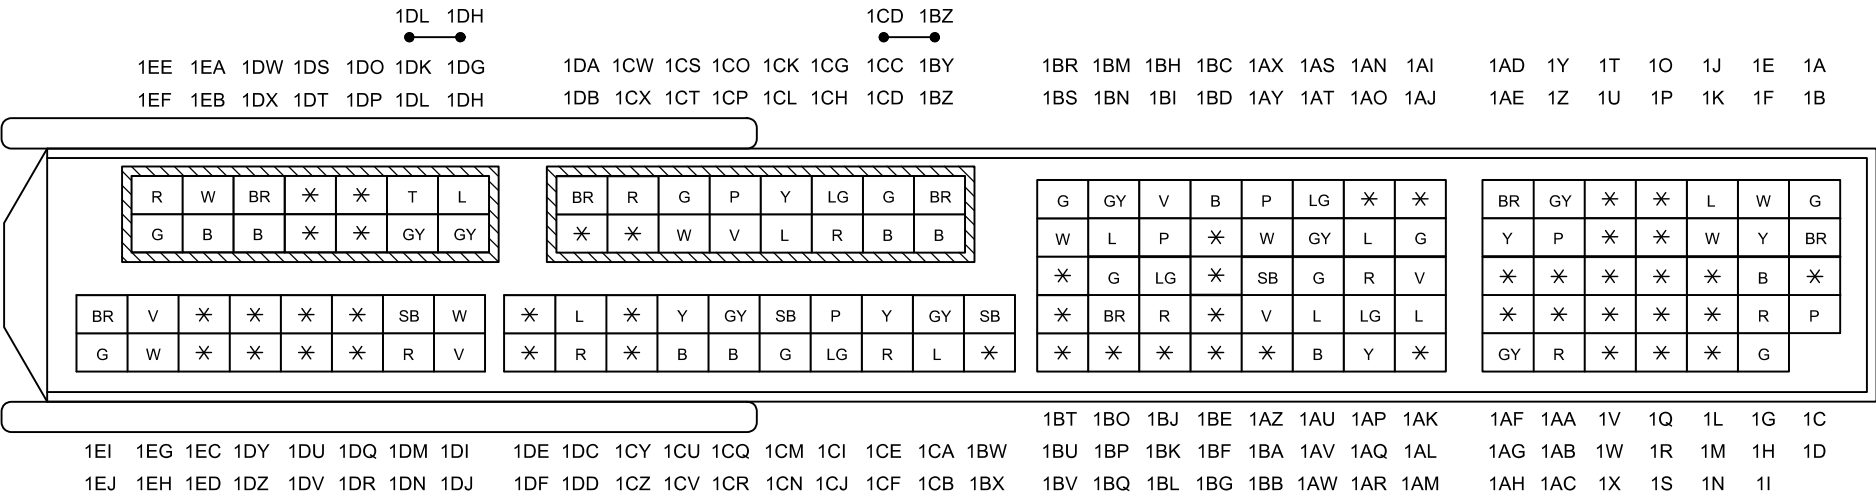 1DL 1DH 1CD 1BZ
1EE 1EA 1DW 1DS 1DO 1DK 1DG 1DA 1CW 1CS 1CO 1CK 1CG 1CC 1BY 1BR 1BM 1BH 1BC 1AX 1AS 1AN 1AI 1AD 1Y 1T 1O 1J 1E 1A
1EF 1EB 1DX 1DT 1DP 1DL 1DH 1DB 1CX 1CT 1CP 1CL 1CH 1CD 1BZ 1BS 1BN 1BI 1BD 1AY 1AT 1AO 1AJ 1AE 1Z 1U 1P 1K 1F 1B
R W BR * * T L
G B B * * GY GY
BR R G P Y LG G BR
* * W V L R B B
BR V * * * * SB W
G W * * * * R V
* L * Y GY SB P Y GY SB
* R * B B G LG R L *
G GY V B P LG * *
W L P * W GY L G
* G LG * SB G R V
* BR R * V L LG L
* * * * * B Y *
BR GY * * L W G
Y P * * W Y BR
* * * * * B *
* * * * * R P
GY R * * * G
1BT 1BO 1BJ 1BE 1AZ 1AU 1AP 1AK 1AF 1AA 1V 1Q 1L 1G 1C
1EI 1EG 1EC 1DY 1DU 1DQ 1DM 1DI 1DE 1DC 1CY 1CU 1CQ 1CM 1CI 1CE 1CA 1BW 1BU 1BP 1BK 1BF 1BA 1AV 1AQ 1AL 1AG 1AB 1W 1R 1M 1H 1D
1EJ 1EH 1ED 1DZ 1DV 1DR 1DN 1DJ 1DF 1DD 1CZ 1CV 1CR 1CN 1CJ 1CF 1CB 1BX 1BV 1BQ 1BL 1BG 1BB 1AW 1AR 1AM 1AH 1AC 1X 1S 1N 1I